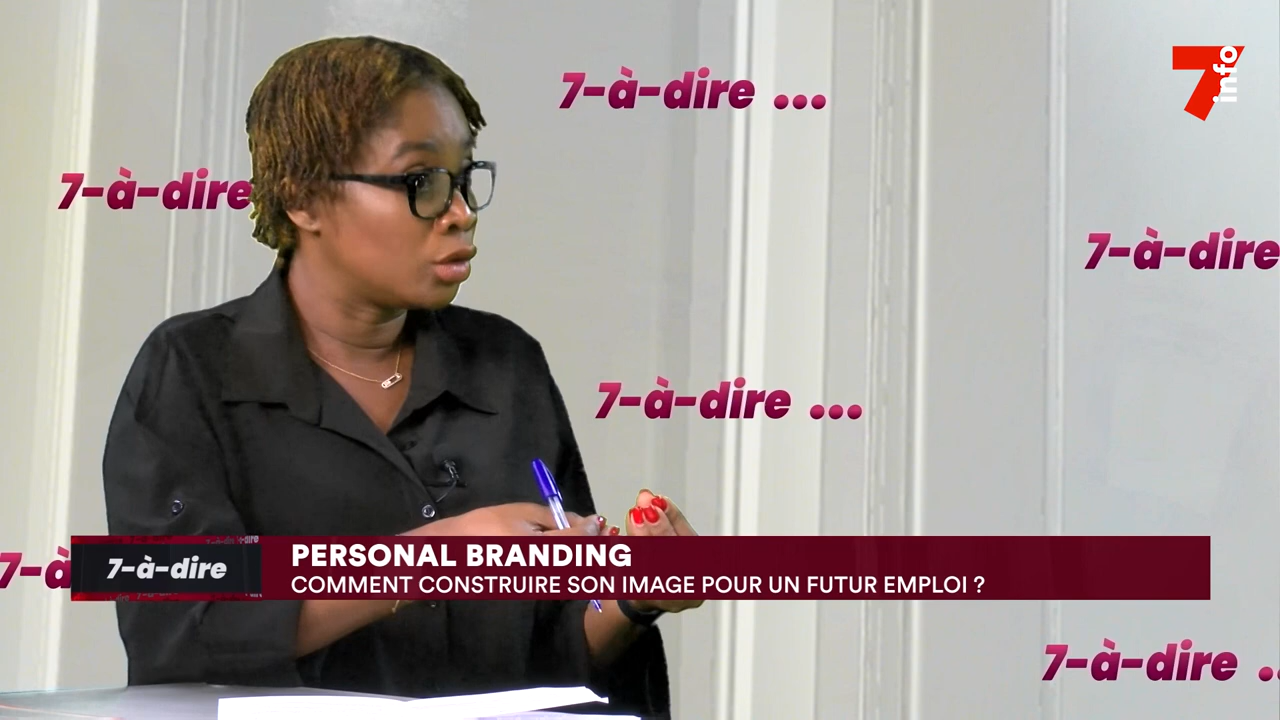 7-à-dire ...
7 info
7-à-dire
7-à-dire
7-à-dire ...
7-à
7-à-dire
PERSONAL BRANDING
COMMENT CONSTRUIRE SON IMAGE POUR UN FUTUR EMPLOI ?
7-à-dire ..